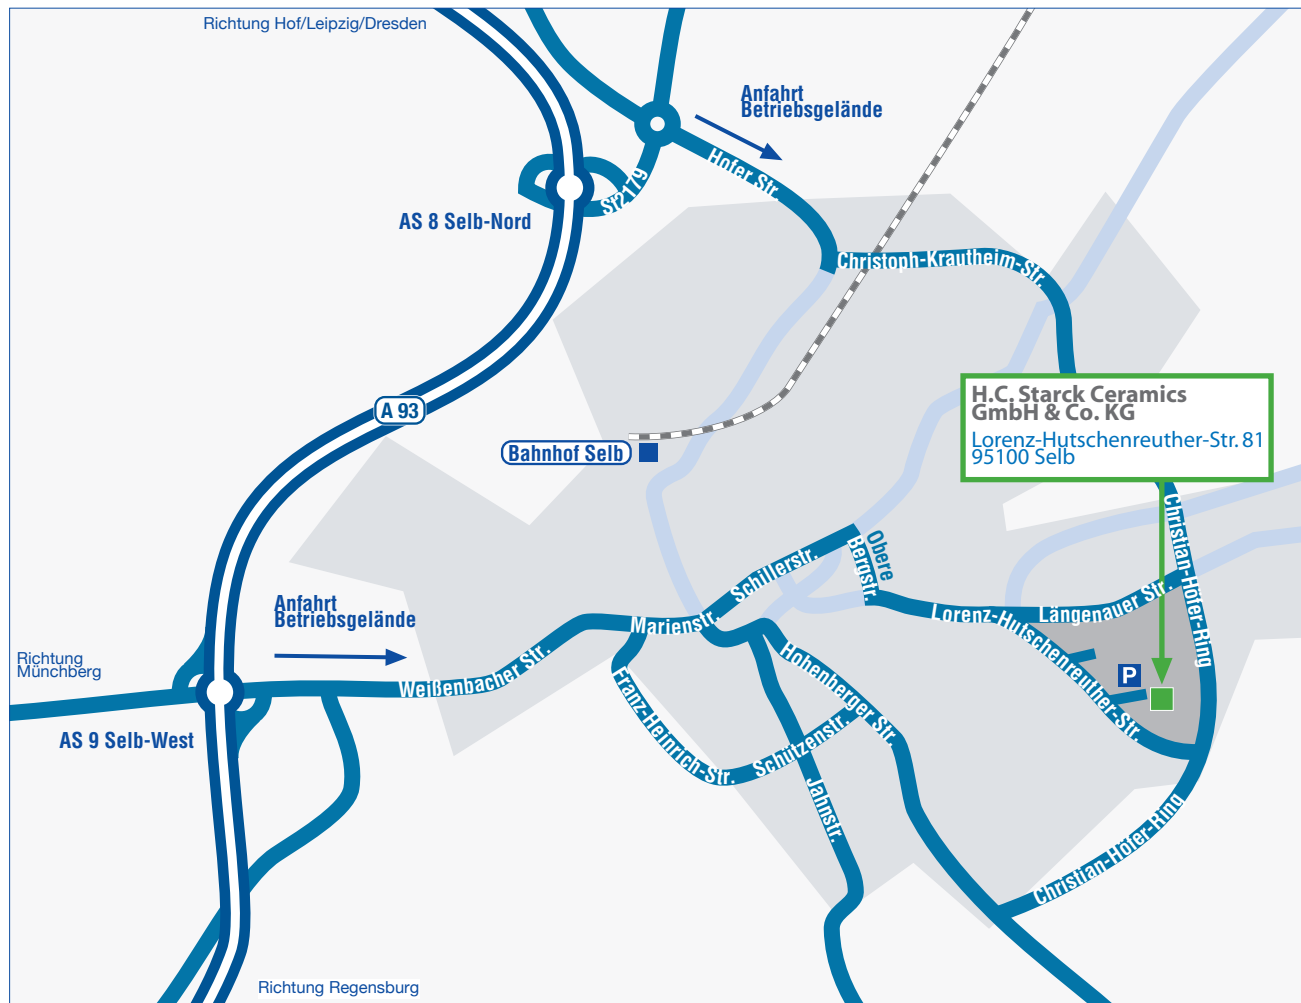 Richtung Hof/Leipzig/Dresden
Anfahrt
Betriebsgelände
Hofer Str.
St2179
AS 8 Selb-Nord
Christoph-Krautheim-Str.
A 93
Bahnhof Selb
H.C. Starck Ceramics
GmbH & Co. KG
Lorenz-Hutschenreuther-Str. 81
95100 Selb
Christian-Höfer-Ring
Obere
Bergstr.
Schillerstr.
Anfahrt
Betriebsgelände
Marienstr.
Lorenz-Hutschenreuther-Str.
Längenauer Str.
Richtung
Münchberg
Weißenbacher Str.
Hohenberger Str.
P
Franz-Heinrich-Str.
Schützenstr.
AS 9 Selb-West
Jahnstr.
Christian-Höfer-Ring
Richtung Regensburg